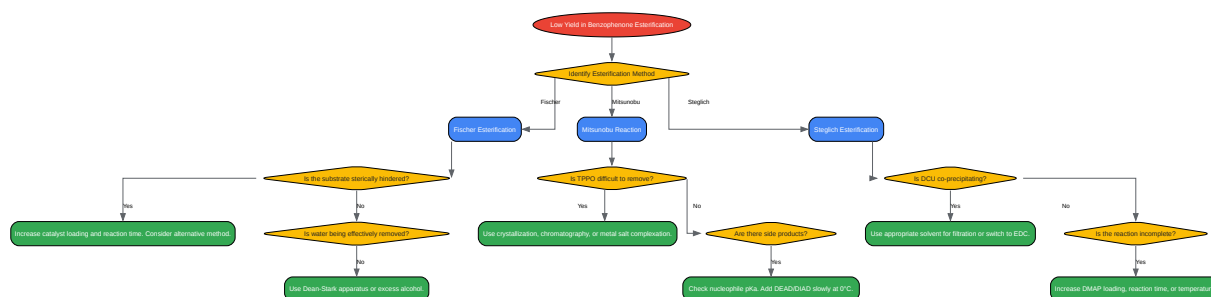 Low Yield in Benzophenone Esterification
Identify Esterification Method
Fischer
Mitsunobu
Steglich
Fischer Esterification
Mitsunobu Reaction
Steglich Esterification
Is the substrate sterically hindered?
Is TPPO difficult to remove?
Is DCU co-precipitating?
Yes
No
Yes
No
Yes
No
Increase catalyst loading and reaction time. Consider alternative method.
Is water being effectively removed?
Use crystallization, chromatography, or metal salt complexation.
Are there side products?
Use appropriate solvent for filtration or switch to EDC.
Is the reaction incomplete?
No
Yes
Yes
Use Dean-Stark apparatus or excess alcohol.
Check nucleophile pKa. Add DEAD/DIAD slowly at 0°C.
Increase DMAP loading, reaction time, or temperatur